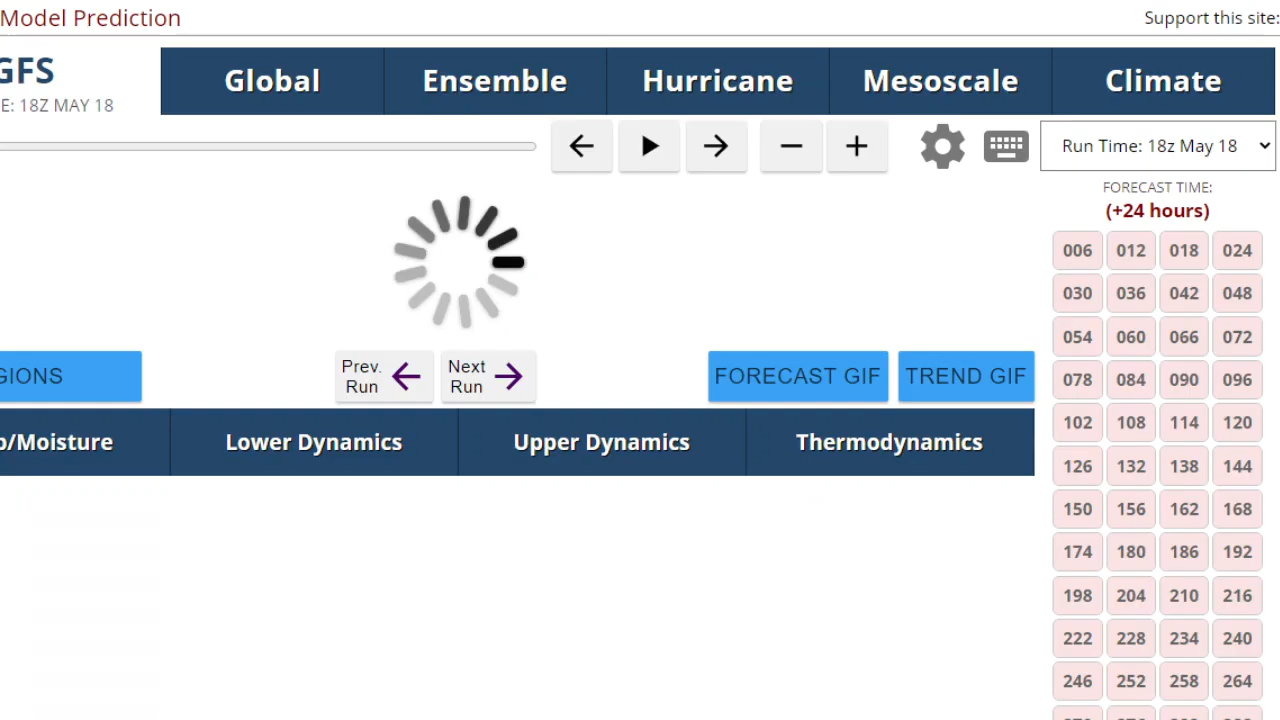 Model Prediction
Support this site:
GFS
E: 18Z MAY 18
Global
Ensemble
Hurricane
Mesoscale
Climate
Run Time: 18z May 18
FORECAST TIME:
(+24 hours)
006 012 018 024
030 036 042 048
054 060 066 072
078 084 090 096
102 108 114 120
126 132 138 144
150 156 162 168
174 180 186 192
198 204 210 216
222 228 234 240
246 252 258 264
GIONS
Prev.
Run
Next
Run
FORECAST GIF
TREND GIF
p/Moisture
Lower Dynamics
Upper Dynamics
Thermodynamics